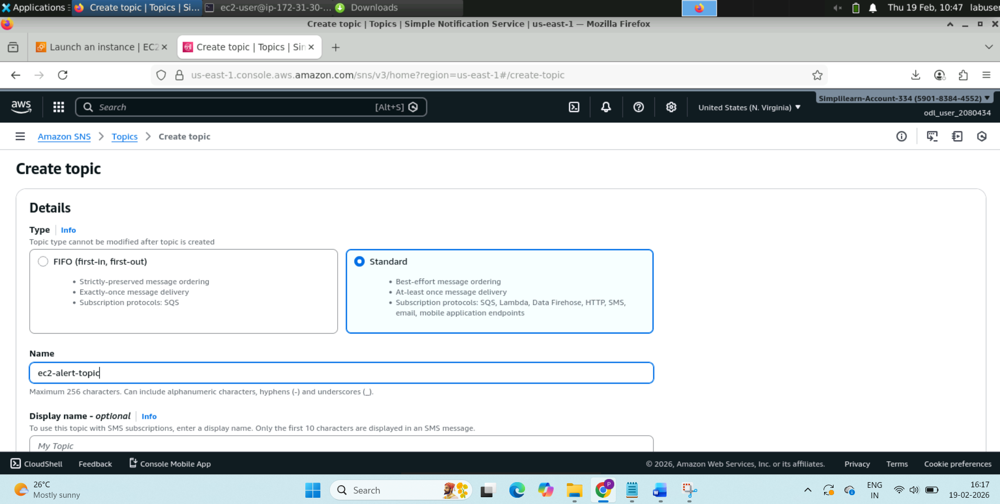 Applications
Create topic | Topics | Si...
ec2-user@ip-172-31-30-...
Downloads
Thu 19 Feb, 10:47
labuser
Create topic | Topics | Simple Notification Service | us-east-1 — Mozilla Firefox
Launch an instance | EC2
Create topic | Topics | Sin
us-east-1.console.aws.amazon.com/sns/v3/home?region=us-east-1#/create-topic
aws
Search
[Alt+S]
United States (N. Virginia)
Simplilearn-Account-334 (5901-8384-4552)
odl_user_2080434
Amazon SNS
Topics
Create topic
Create topic
Details
Type
Info
Topic type cannot be modified after topic is created
FIFO (first-in, first-out)
• Strictly-preserved message ordering
• Exactly-once message delivery
• Subscription protocols: SQS
Standard
• Best-effort message ordering
• At-least once message delivery
• Subscription protocols: SQS, Lambda, Data Firehose, HTTP, SMS,
email, mobile application endpoints
Name
ec2-alert-topic
Maximum 256 characters. Can include alphanumeric characters, hyphens (-) and underscores (_).
Display name - optional
Info
To use this topic with SMS subscriptions, enter a display name. Only the first 10 characters are displayed in an SMS message.
My Topic
CloudShell
Feedback
Console Mobile App
© 2026, Amazon Web Services, Inc. or its affiliates.
Privacy
Terms
Cookie preferences
26°C
Mostly sunny
Search
P
ENG
IN
16:17
19-02-2026